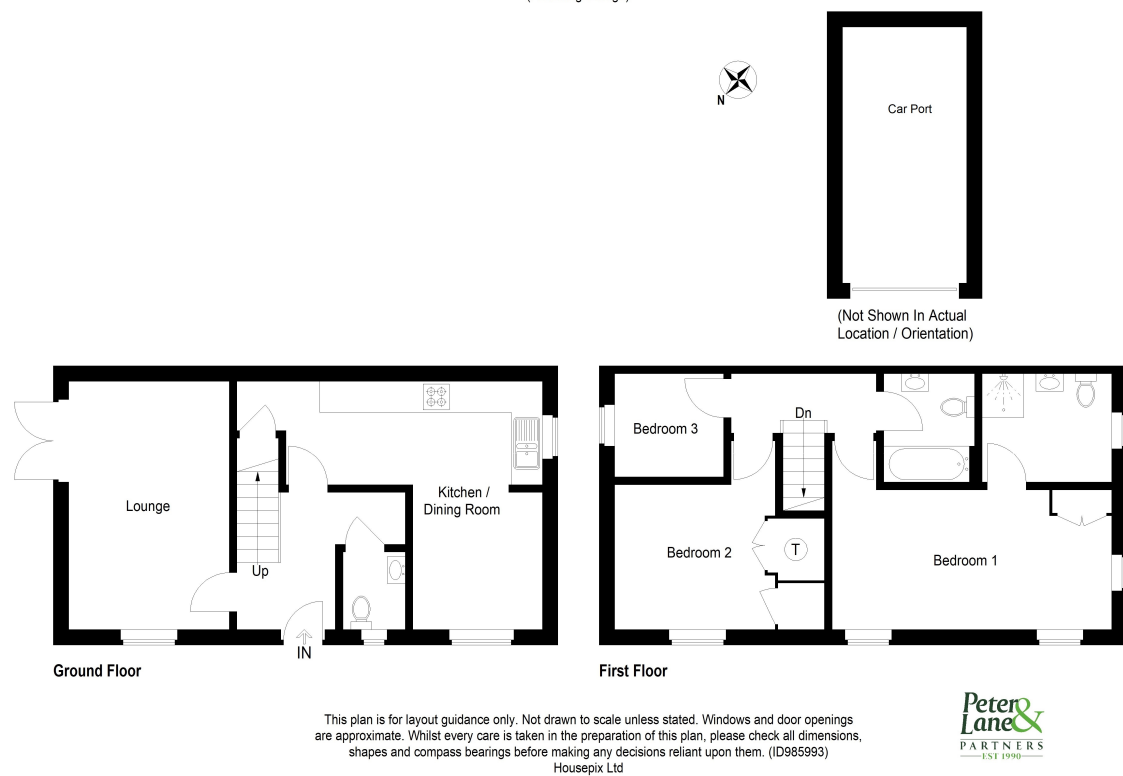 N
Car Port
(Not Shown In Actual
Location / Orientation)
Lounge
Up
IN
Kitchen /
Dining Room
Ground Floor
Bedroom 3
Dn
Bedroom 2
T
Bedroom 1
First Floor
This plan is for layout guidance only. Not drawn to scale unless stated. Windows and door openings
are approximate. Whilst every care is taken in the preparation of this plan, please check all dimensions,
shapes and compass bearings before making any decisions reliant upon them. (ID985993)
Housepix Ltd
Peter&
Lane
PARTNERS
EST 1990